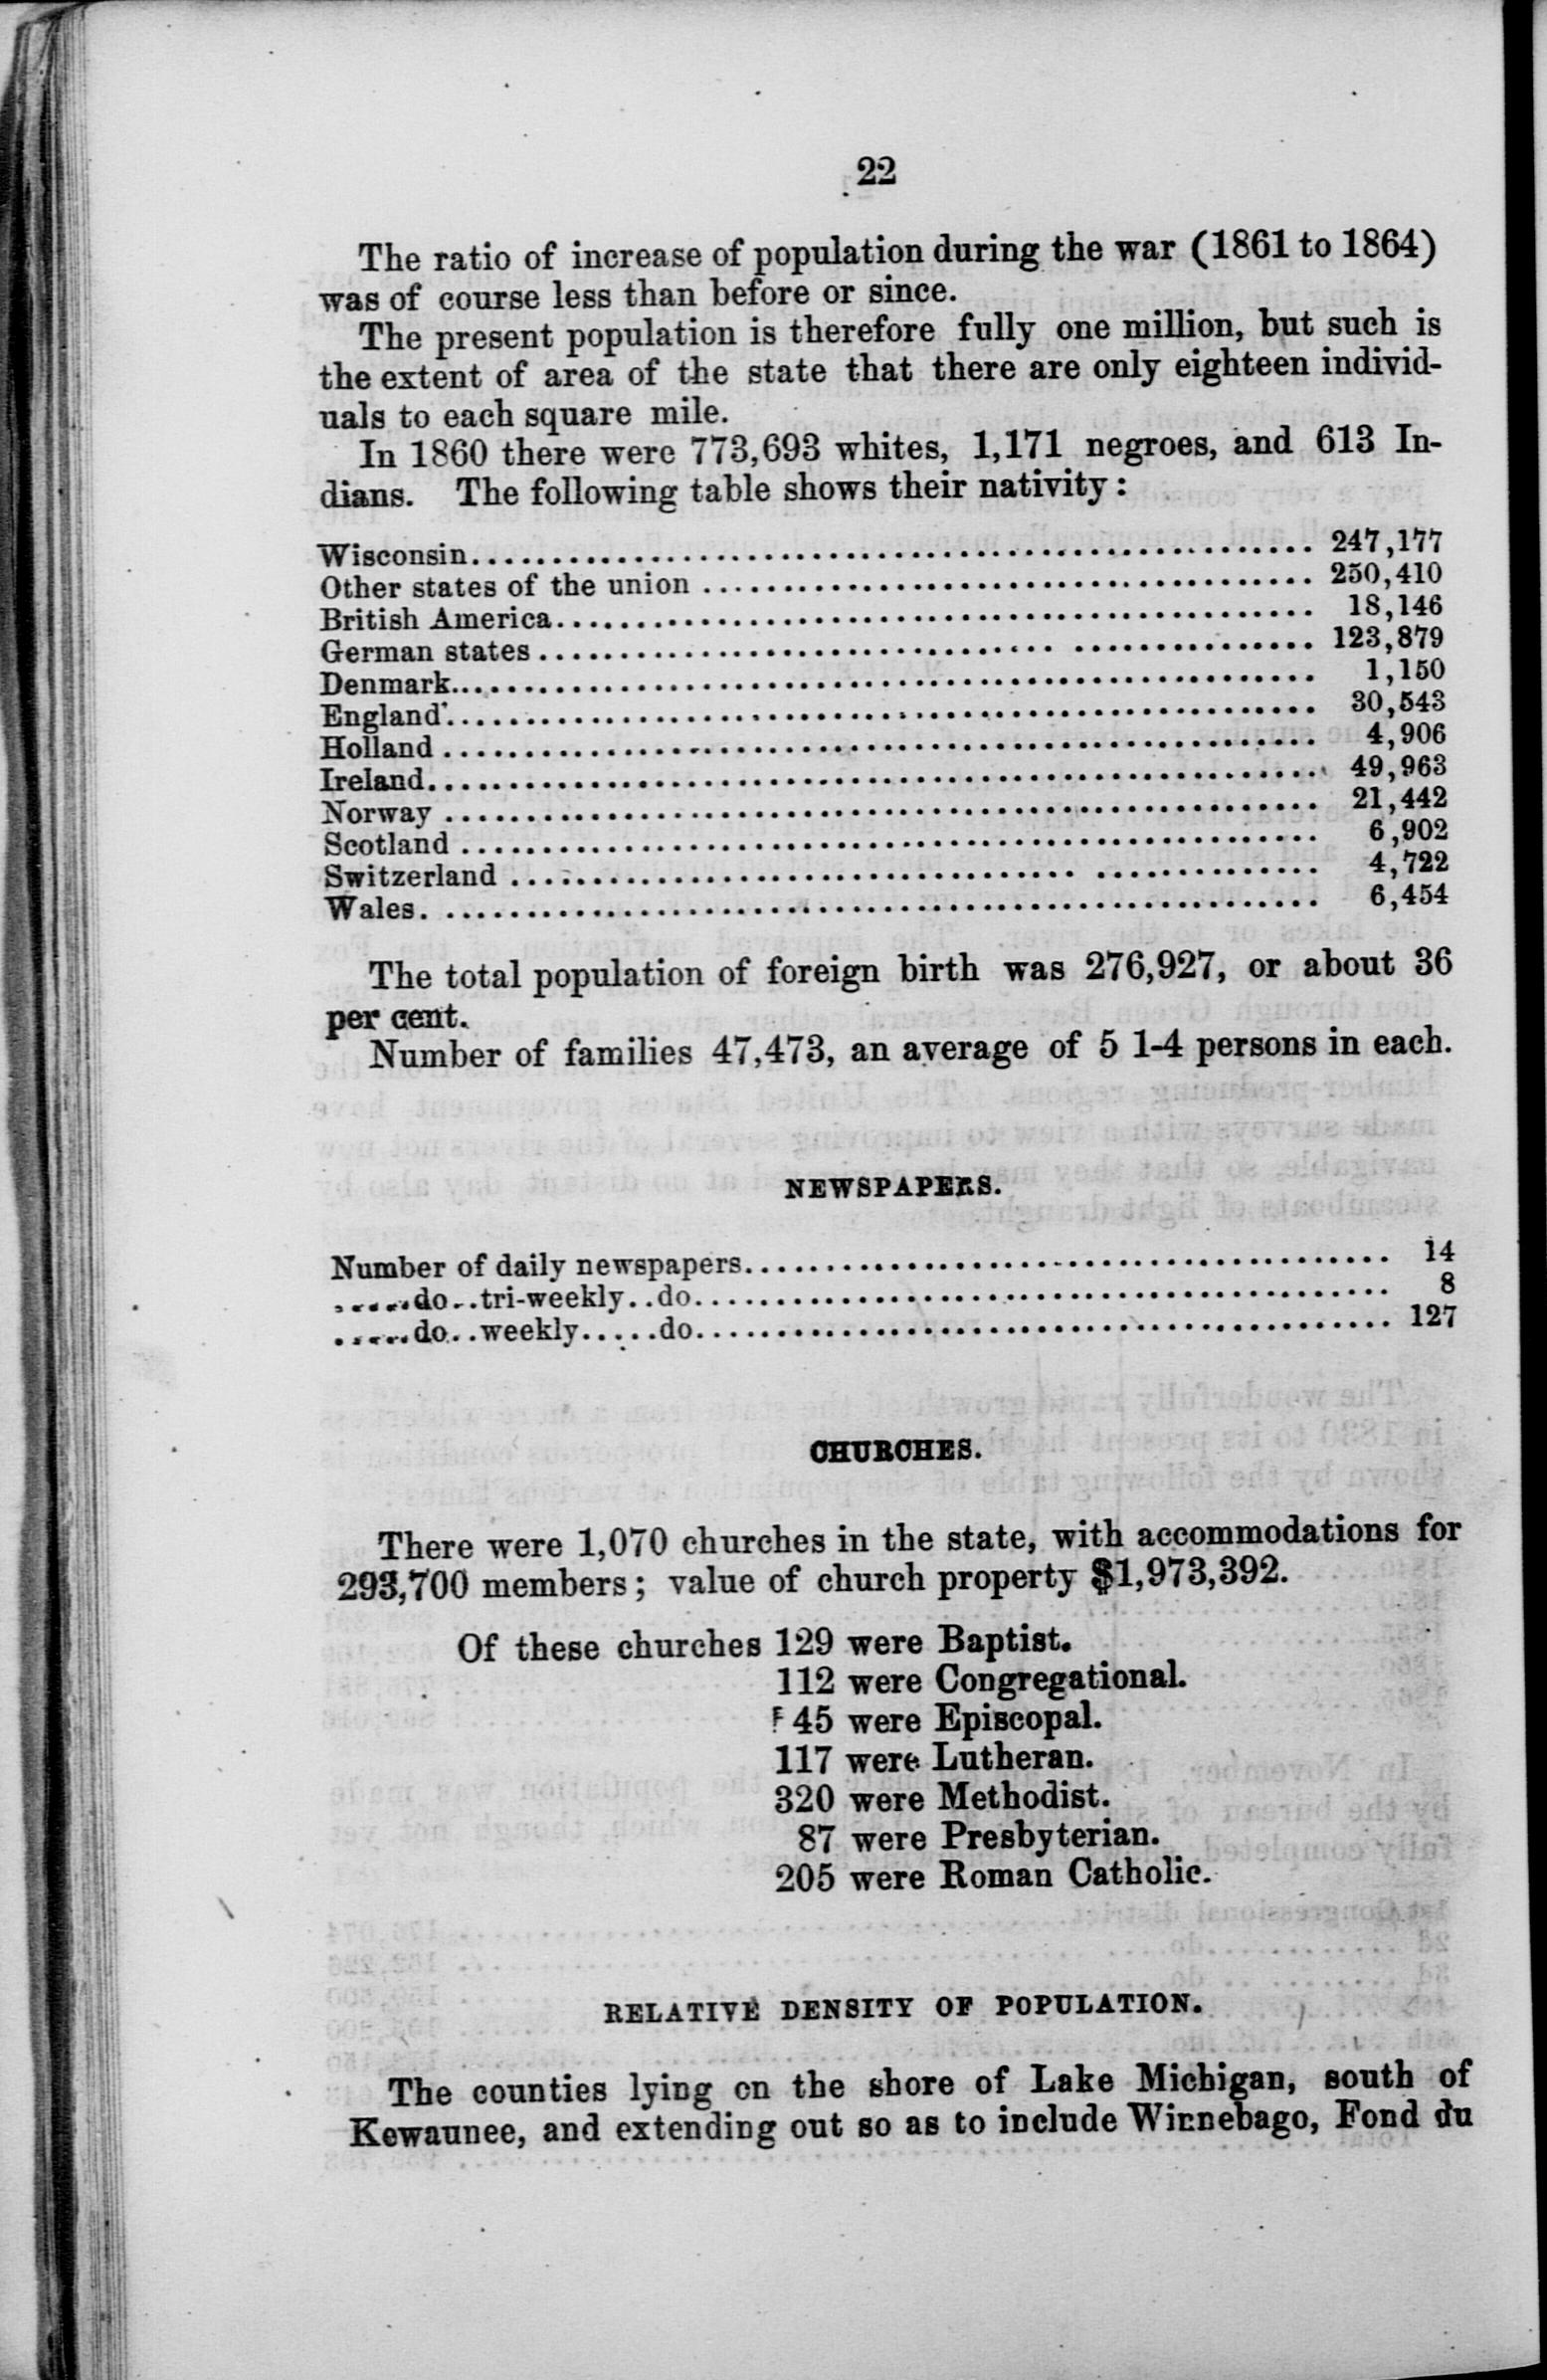 22
The ratio of increase of population during the war (1861 to 1864)
was of course less than before or since.
The present population is therefore fully one million, but such is
the extent of area of the state that there are only eighteen individ-
uals to each square mile.
In 1860 there were 773,693 whites, 1,171 negroes, and 613 In-
dians. The following table shows their nativity:
Wisconsin........................................................ 247,177
Other states of the union ........................................ 250,410
British America.................................................. 18,146
German states .................................................... 123,879
Denmark......................................................... 1,150
England......................................................... 30,543
Holland ......................................................... 4,906
Ireland.......................................................... 49,963
Norway ......................................................... 21,442
Scotland ........................................................ 6,902
Switzerland ..................................................... 4,722
Wales. .......................................................... 6,454
The total population of foreign birth was 276,927, or about 36
per cent.
Number of families 47,473, an average of 5 1-4 persons in each.
NEWSPAPERS.
Number of daily newspapers........................................ 14
.....do..tri-weekly..do........................................... 8
.....do..weekly.....do........................................... 127
CHURCHES.
There were 1,070 churches in the state, with accommodations for
293,700 members; value of church property $1,973,392.
Of these churches 129 were Baptist.
112 were Congregational.
45 were Episcopal.
117 were Lutheran.
320 were Methodist.
87 were Presbyterian.
205 were Roman Catholic.
RELATIVE DENSITY OF POPULATION.
The counties lying on the shore of Lake Michigan, south of
Kewaunee, and extending out so as to include Winnebago, Fond du